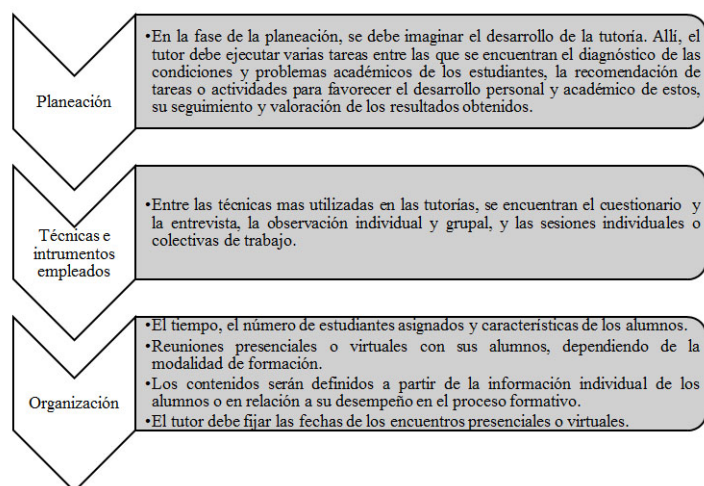 Planeación
•En la fase de la planeación, se debe imaginar el desarrollo de la tutoría. Allí, el
tutor debe ejecutar varias tareas entre las que se encuentran el diagnóstico de las
condiciones y problemas académicos de los estudiantes, la recomendación de
tareas o actividades para favorecer el desarrollo personal y académico de estos,
su seguimiento y valoración de los resultados obtenidos.
Técnicas e
intrumentos
empleados
•Entre las técnicas mas utilizadas en las tutorías, se encuentran el cuestionario y
la entrevista, la observación individual y grupal, y las sesiones individuales o
colectivas de trabajo.
Organización
•El tiempo, el número de estudiantes asignados y características de los alumnos.
•Reuniones presenciales o virtuales con sus alumnos, dependiendo de la
modalidad de formación.
•Los contenidos serán definidos a partir de la información individual de los
alumnos o en relación a su desempeño en el proceso formativo.
•El tutor debe fijar las fechas de los encuentros presenciales o virtuales.